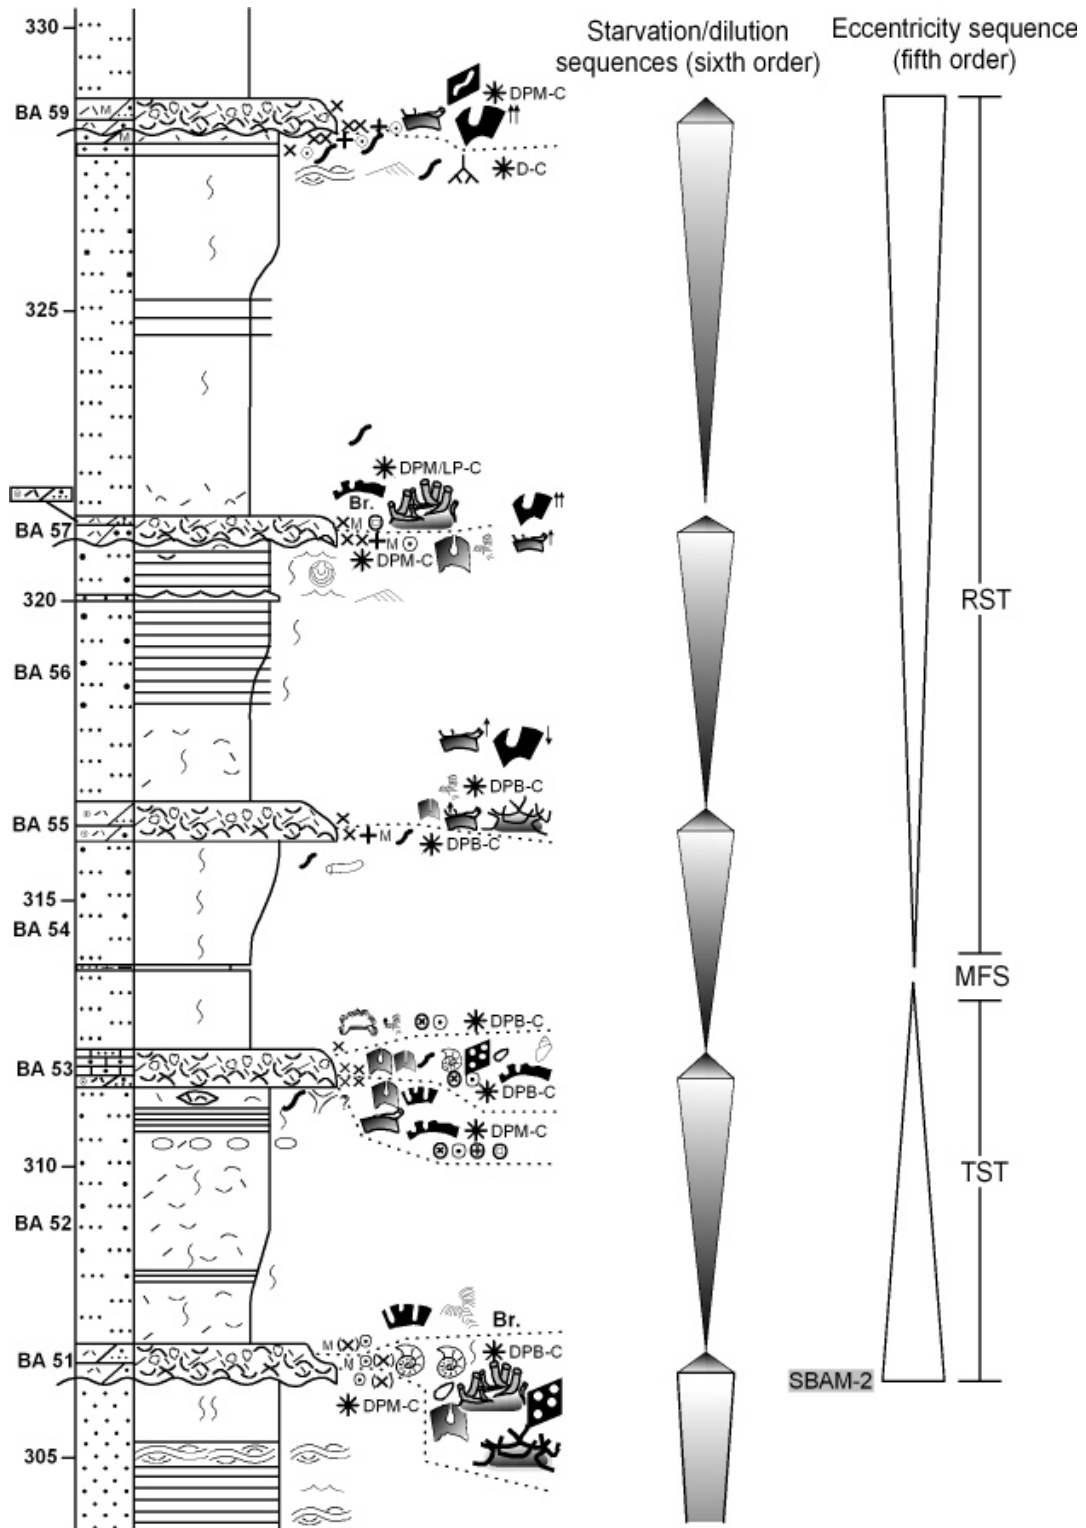 Starvation/dilution
sequences (sixth order)
Eccentricity sequence
(fifth order)
330
BA 59
M
M
DPM-C
D-C
325
DPM/LP-C
Br.
M
BA 57
M
DPM-C
320
RST
BA 56
DPB-C
BA 55
M
DPB-C
315
BA 54
MFS
DPB-C
BA 53
DPB-C
?
DPM-C
310
TST
BA 52
Br.
M (×)
DPB-C
BA 51
M (×)
(×)
SBAM-2
DPM-C
305